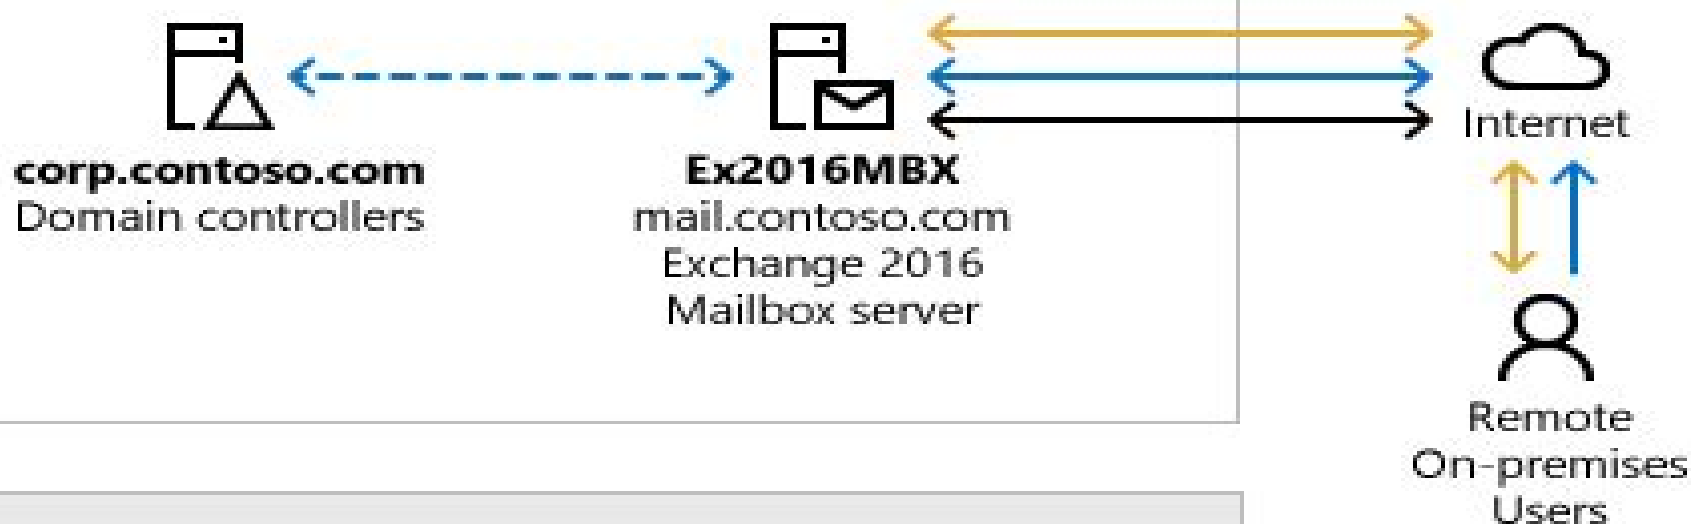 corp.contoso.com
Domain controllers
Ex2016MBX
mail.contoso.com
Exchange 2016
Mailbox server
Internet
Remote
On-premises
Users